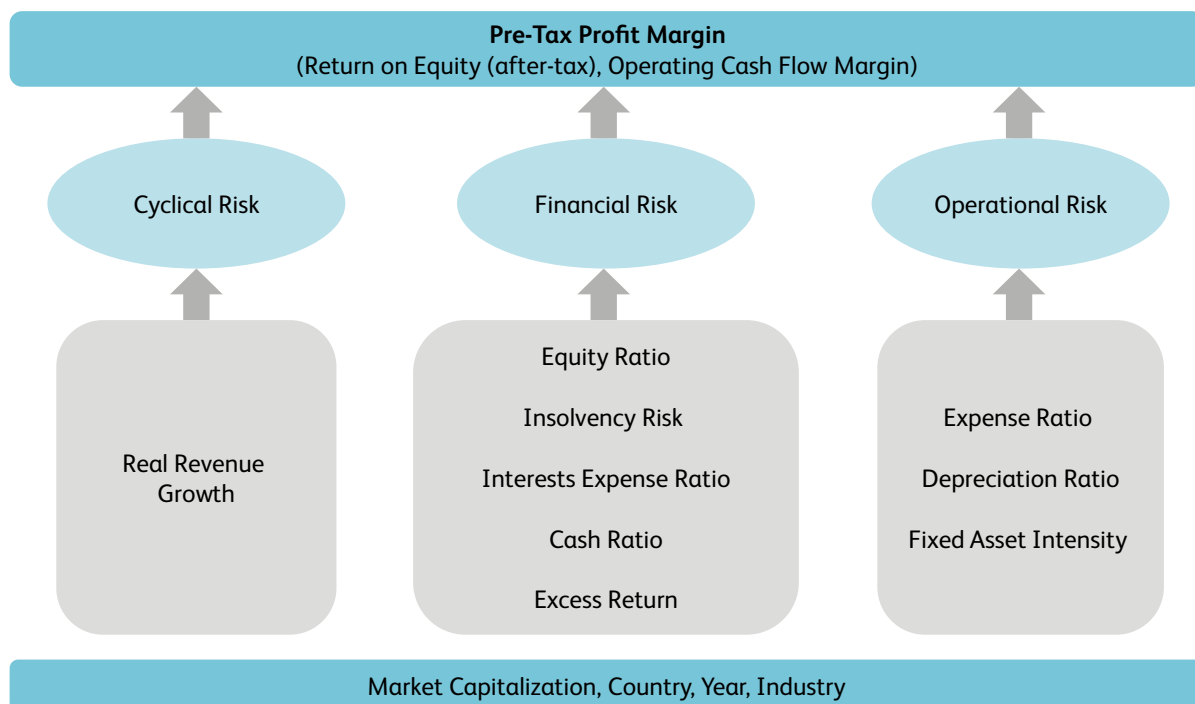 Pre-Tax Profit Margin
(Return on Equity (after-tax), Operating Cash Flow Margin)
Cyclical Risk
Financial Risk
Operational Risk
Real Revenue
Growth
Equity Ratio
Insolvency Risk
Interests Expense Ratio
Cash Ratio
Excess Return
Expense Ratio
Depreciation Ratio
Fixed Asset Intensity
Market Capitalization, Country, Year, Industry